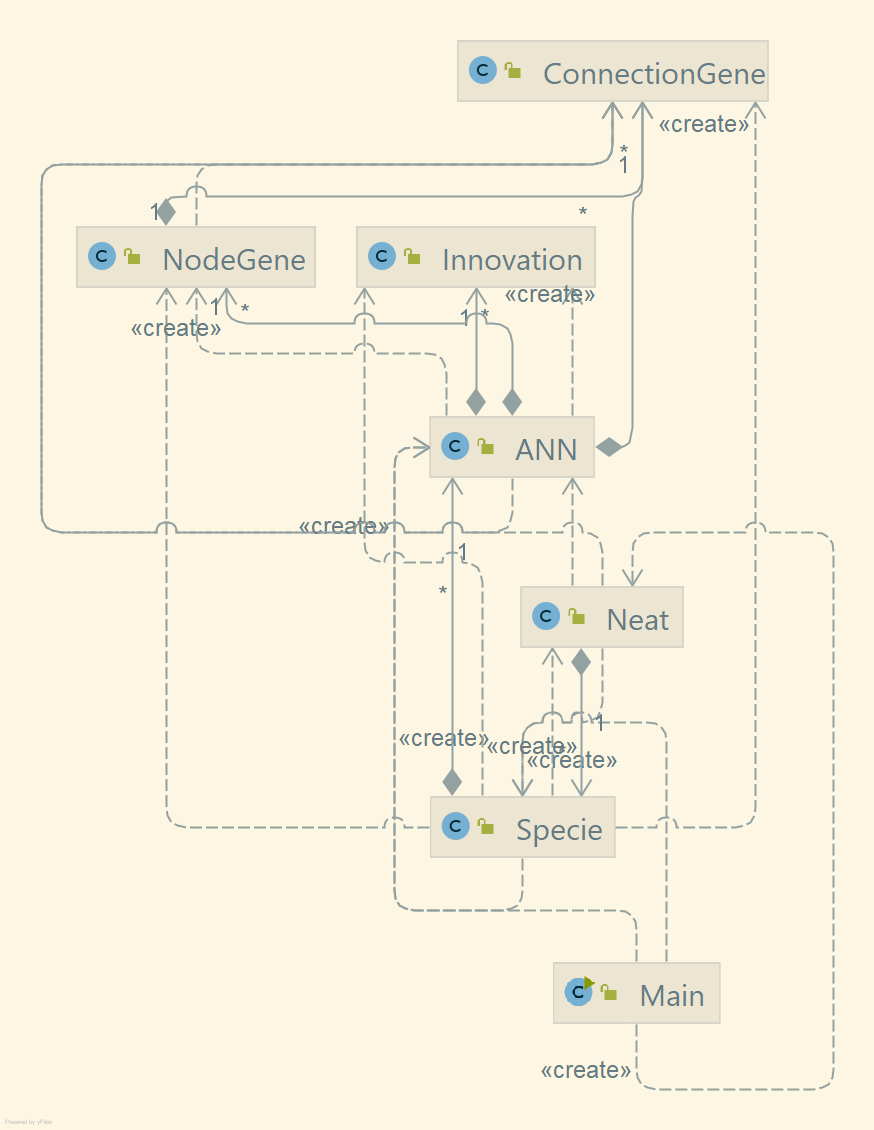 C ConnectionGene
«create»
*
1
1
*
C NodeGene
C Innovation
«create»
1
*
1
*
«create»
C ANN
«create»
1
*
C Neat
1
«create»
«create»
«create»
C Specie
C Main
«create»
Powered by yFiles